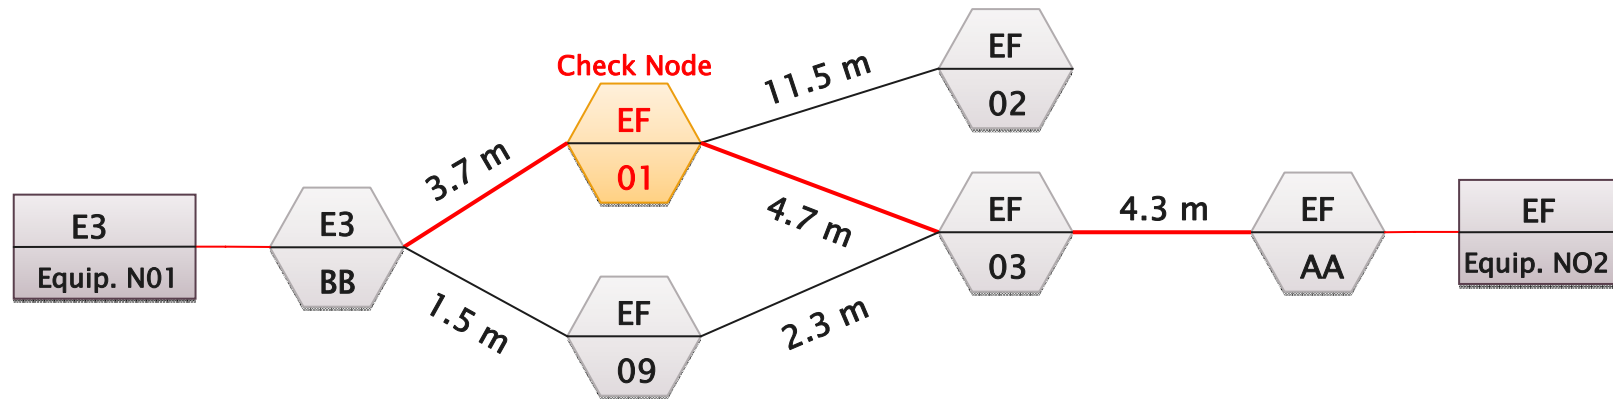 E3
Equip. N01
E3
BB
3.7 m
1.5 m
Check Node
EF
01
EF
09
11.5 m
4.7 m
2.3 m
EF
02
EF
03
4.3 m
EF
AA
EF
Equip. NO2